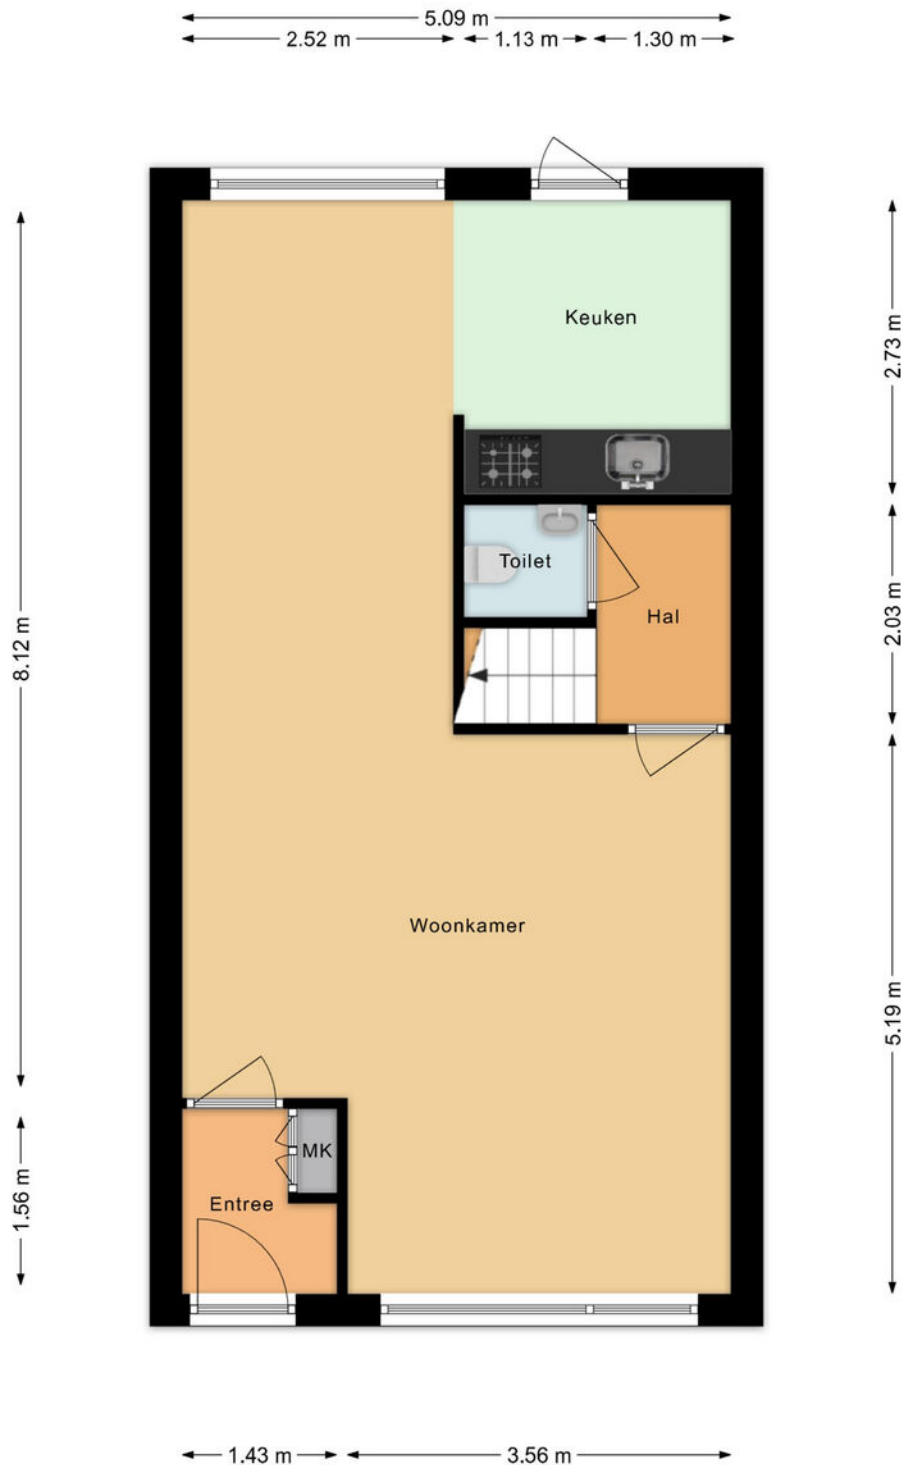 5.09 m
2.52 m
1.13 m
1.30 m
Keuken
2.73 m
Toilet
Hal
2.03 m
8.12 m
Woonkamer
5.19 m
MK
Entree
1.56 m
1.43 m
3.56 m